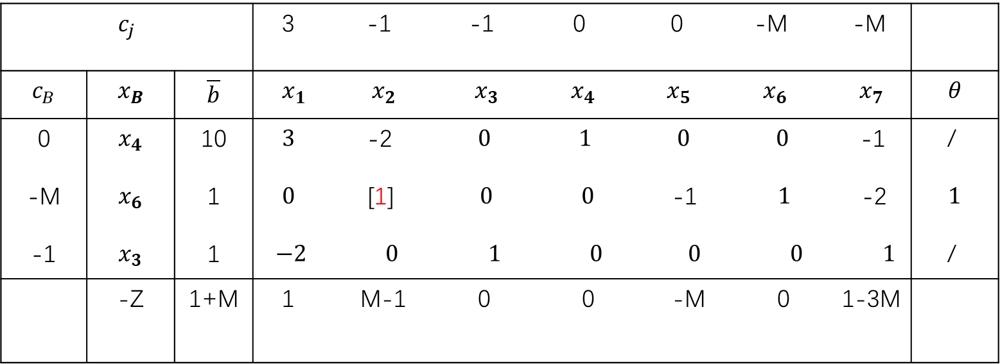 c_j 3 -1 -1 0 0 -M -M
c_B x_B b̅ x_1 x_2 x_3 x_4 x_5 x_6 x_7 θ
0 x_4 10 3 -2 0 1 0 0 -1 /
-M x_6 1 0 [1] 0 0 -1 1 -2 1
-1 x_3 1 −2 0 1 0 0 0 1 /
-Z 1+M 1 M-1 0 0 -M 0 1-3M